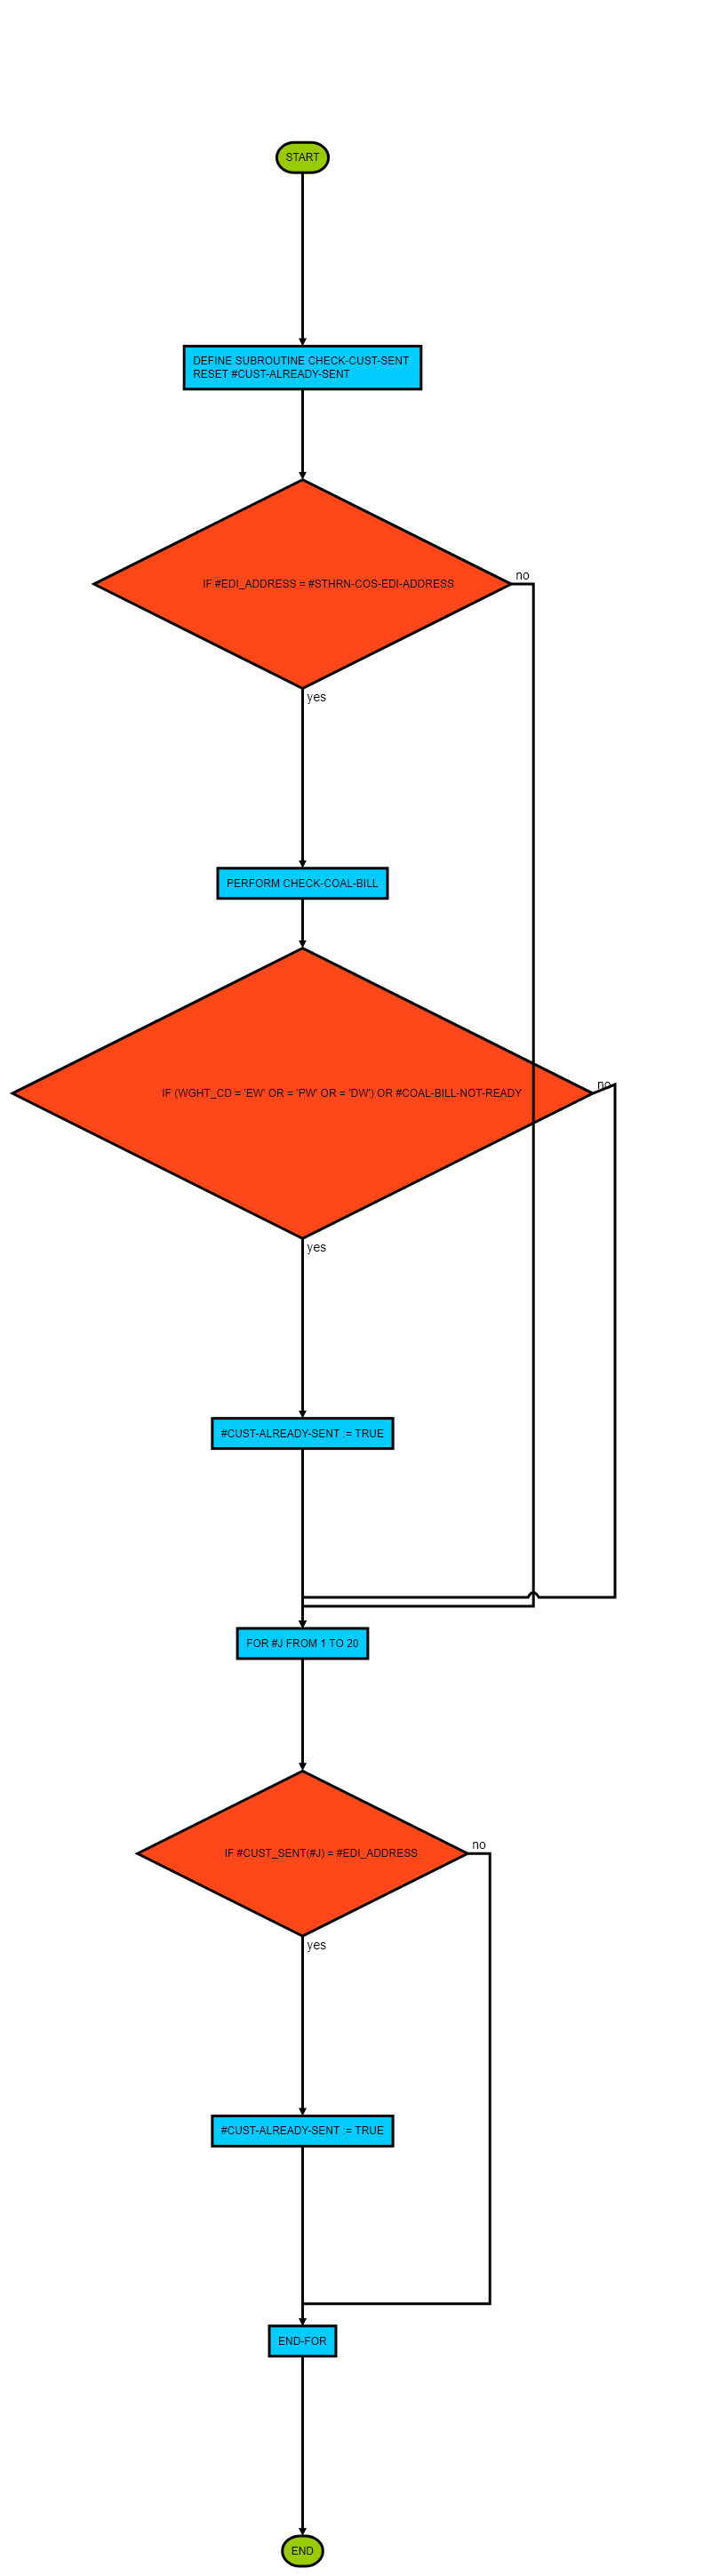 START
DEFINE SUBROUTINE CHECK-CUST-SENT
RESET #CUST-ALREADY-SENT
IF #EDI_ADDRESS = #STHRN-COS-EDI-ADDRESS
no
yes
PERFORM CHECK-COAL-BILL
IF (WGHT_CD = 'EW' OR = 'PW' OR = 'DW') OR #COAL-BILL-NOT-READY
no
yes
#CUST-ALREADY-SENT := TRUE
FOR #J FROM 1 TO 20
IF #CUST_SENT(#J) = #EDI_ADDRESS
no
yes
#CUST-ALREADY-SENT := TRUE
END-FOR
END